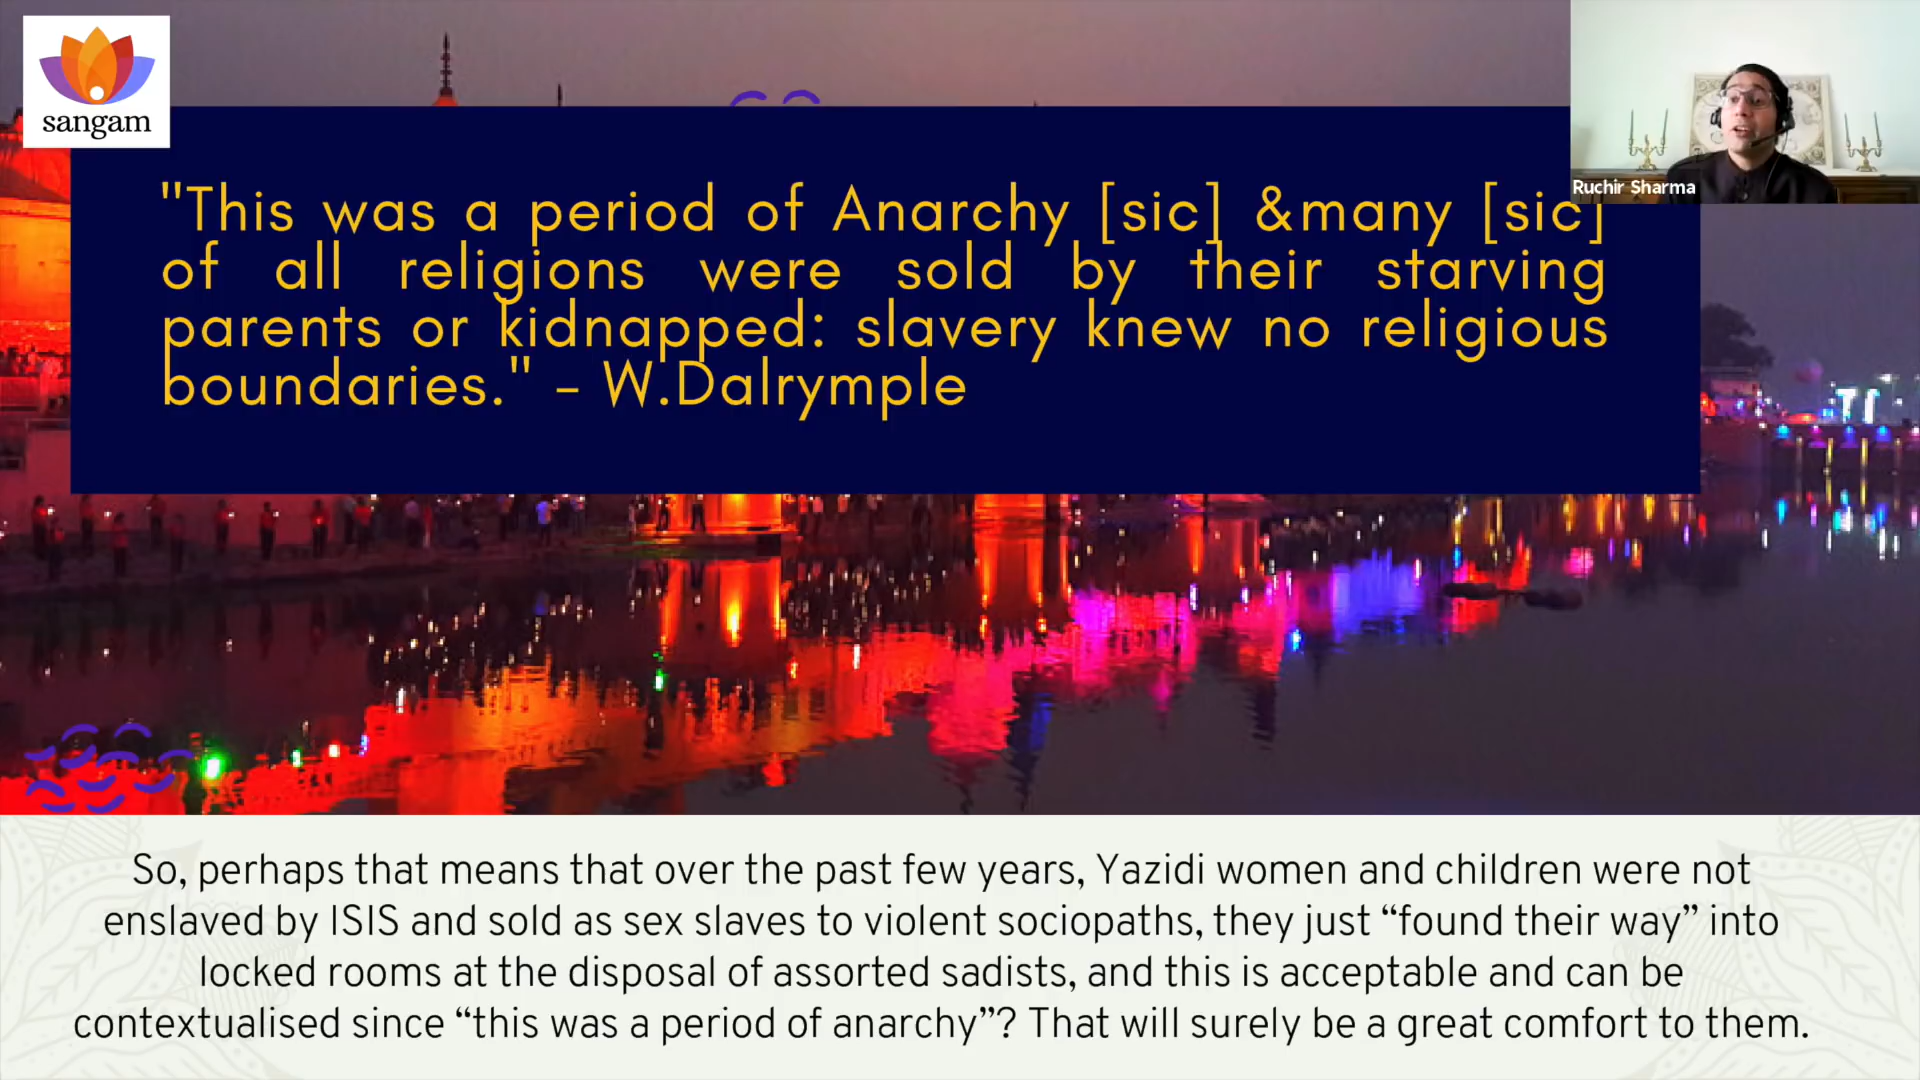 sangam
Ruchir Sharma
"This was a period of Anarchy [sic] &many [sic]
of all religions were sold by their starving
parents or kidnapped: slavery knew no religious
boundaries." – W.Dalrymple
So, perhaps that means that over the past few years, Yazidi women and children were not
enslaved by ISIS and sold as sex slaves to violent sociopaths, they just “found their way” into
locked rooms at the disposal of assorted sadists, and this is acceptable and can be
contextualised since “this was a period of anarchy”? That will surely be a great comfort to them.